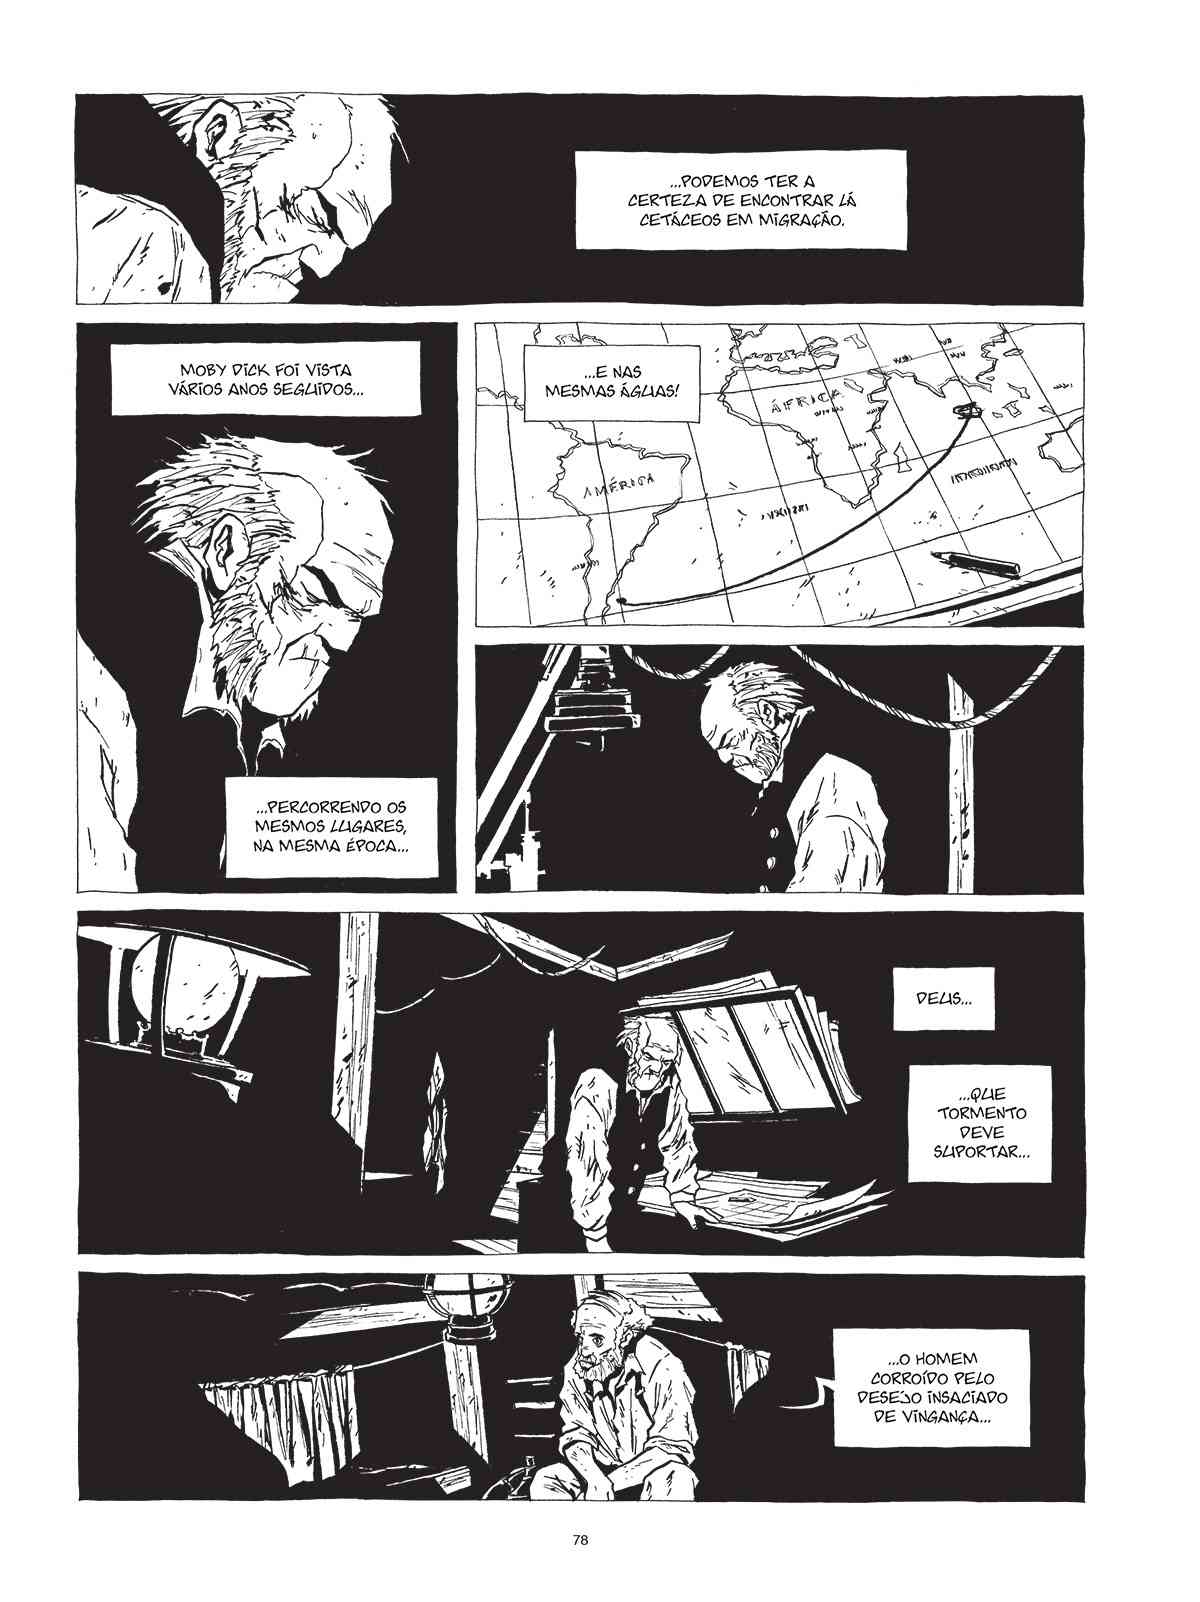 ...PODEMOS TER A
CERTEZA DE ENCONTRAR LÁ
CETÁCEOS EM MIGRAÇÃO.
MOBY DICK FOI VISTA
VÁRIOS ANOS SEGUIDOS...
...PERCORRENDO OS
MESMOS LUGARES,
NA MESMA ÉPOCA...
...E NAS
MESMAS ÁGUAS!
ÁFRICA
AMÉRICA
DEUS...
...QUE
TORMENTO
DEVE
SUPORTAR...
...O HOMEM
CORROÍDO PELO
DESEJO INSACIADO
DE VINGANÇA...
78